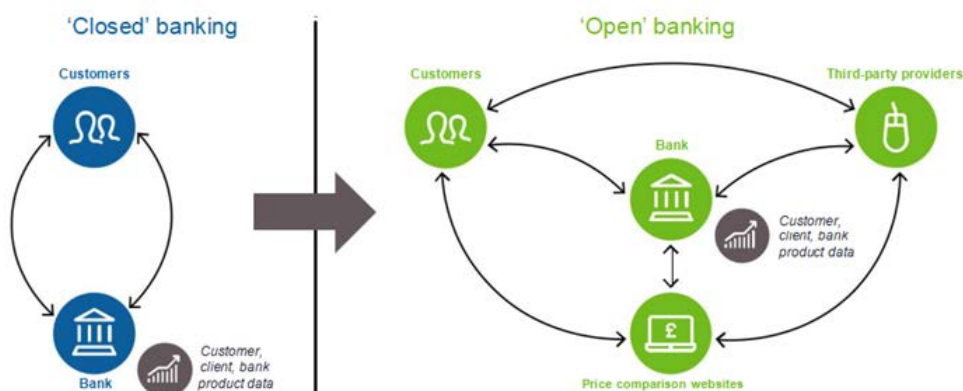 'Closed' banking
Customers
Bank
Customer,
client, bank
product data
'Open' banking
Customers
Third-party providers
Bank
Customer,
client, bank
product data
£
Price comparison websites